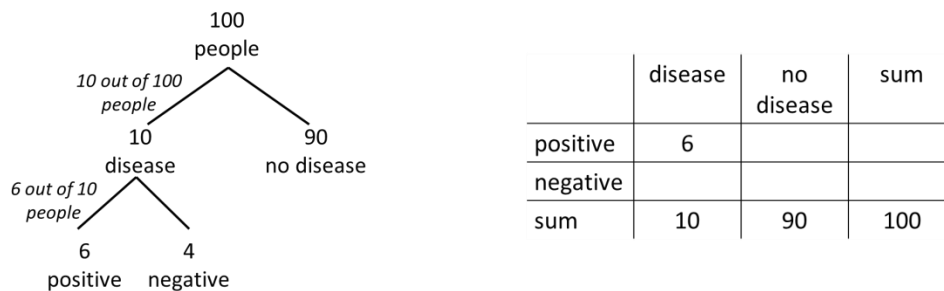 100
people
10 out of 100
people
10
disease
90
no disease
6 out of 10
people
6
positive
4
negative
disease no disease sum
positive 6
negative
sum 10 90 100